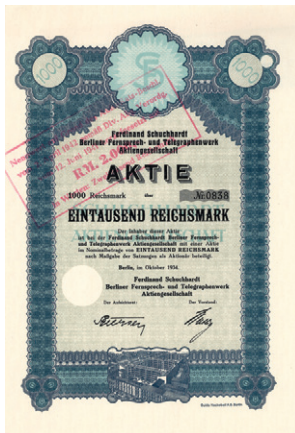 1000
1000
Ferdinand Schuchhardt
Berliner Fernsprech- und Telegraphenwerk
Aktiengesellschaft
AKTIE
RM.
1000 Reichsmark über
№ 0838
EINTAUSEND REICHSMARK
Der Inhaber dieser Aktie
ist bei der Ferdinand Schuchhardt Berliner Fernsprech-
und Telegraphenwerk Aktiengesellschaft mit einer Aktie
im Nennbetrage von EINTAUSEND REICHSMARK
nach Maßgabe der Satzungen als Aktionär beteiligt.
Berlin, im Oktober 1934.
Ferdinand Schuchhardt
Berliner Fernsprech- und Telegraphenwerk
Aktiengesellschaft
Der Aufsichtsrat: Der Vorstand: